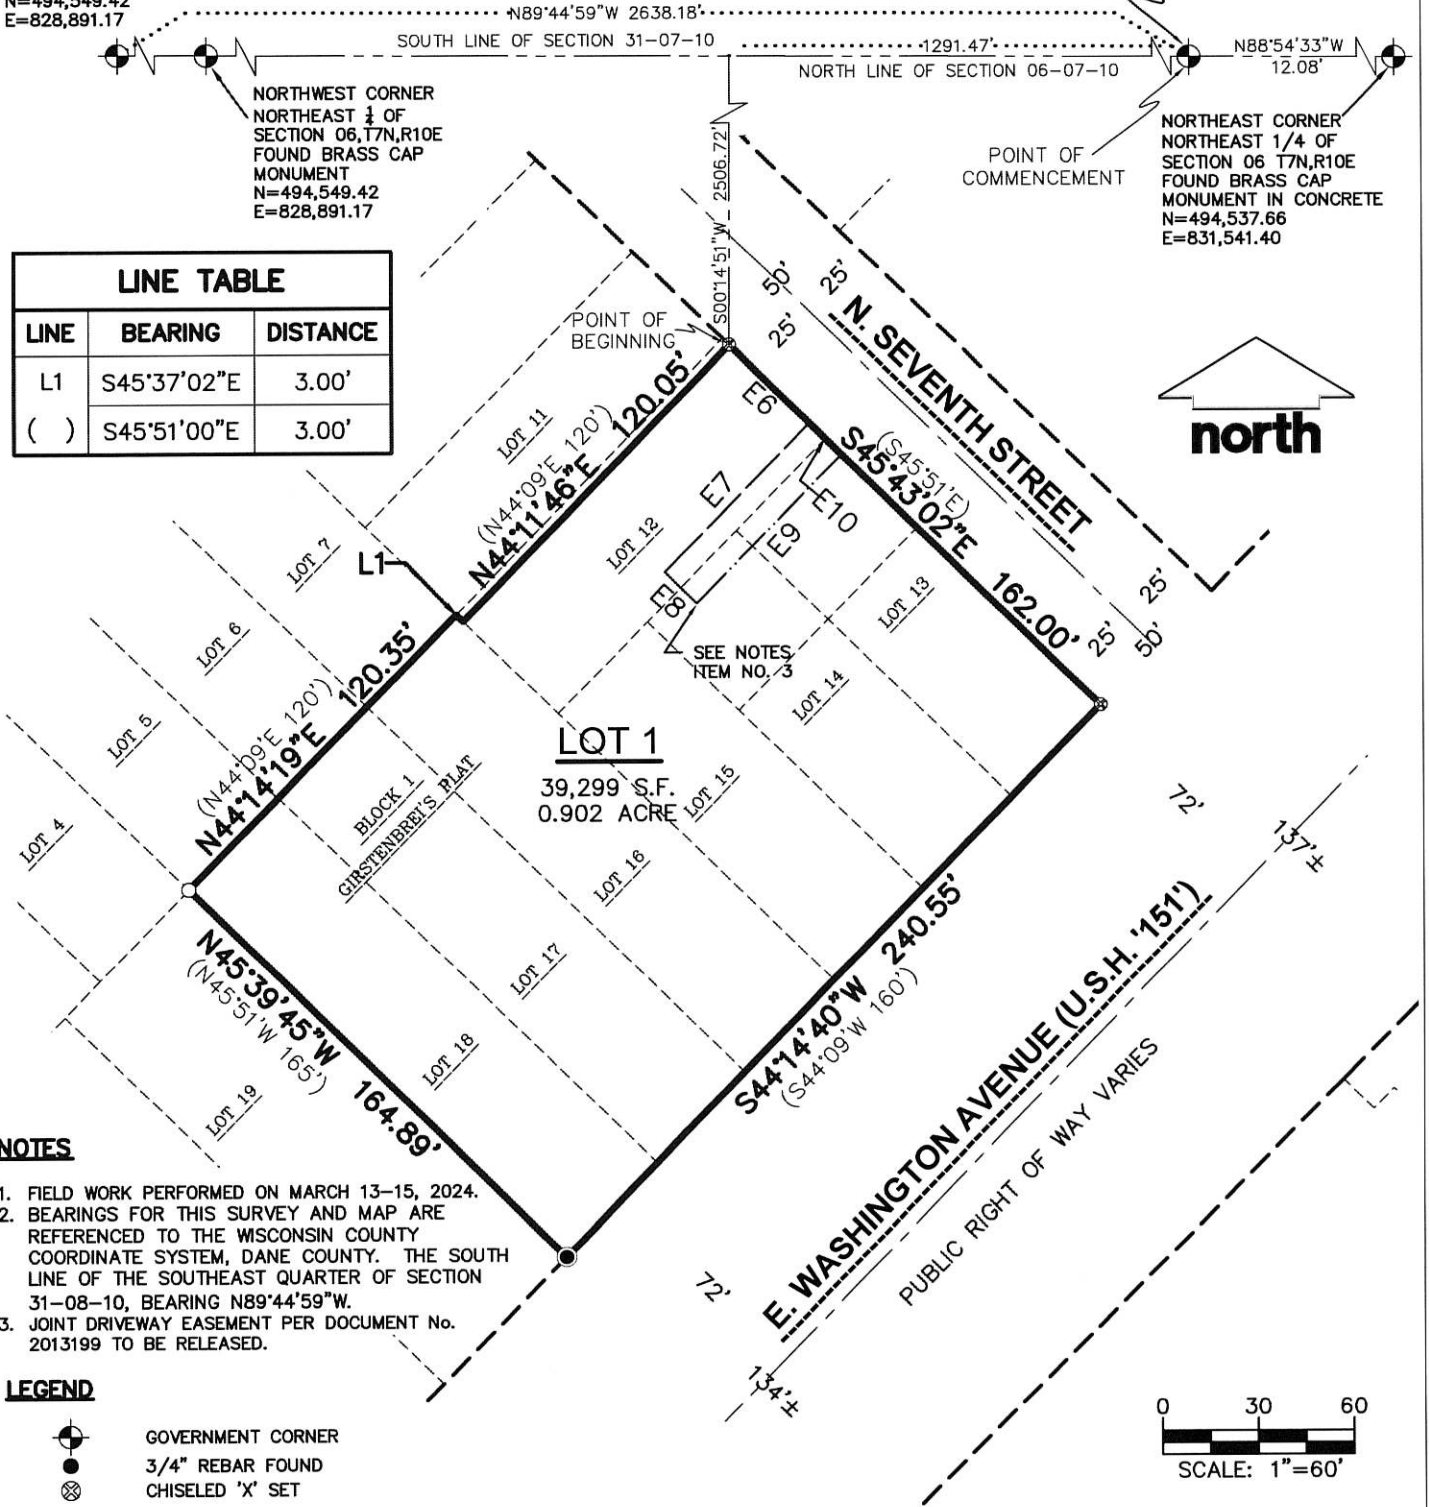 N=494,549.42
E=828,891.17
N89°44'59"W 2638.18'
SOUTH LINE OF SECTION 31-07-10
1291.47'
NORTH LINE OF SECTION 06-07-10
N88°54'33"W
12.08'
NORTHWEST CORNER
NORTHEAST 1/4 OF
SECTION 06,T7N,R10E
FOUND BRASS CAP
MONUMENT
N=494,549.42
E=828,891.17
S00°14'51"W 2506.72'
POINT OF
COMMENCEMENT
NORTHEAST CORNER
NORTHEAST 1/4 OF
SECTION 06 T7N,R10E
FOUND BRASS CAP
MONUMENT IN CONCRETE
N=494,537.66
E=831,541.40
LINE TABLE
LINE BEARING DISTANCE
L1 S45°37'02"E 3.00'
( ) S45°51'00"E 3.00'
POINT OF
BEGINNING
50'
25'
25'
N. SEVENTH STREET
north
LOT 11
(N44°09'E 120')
N44°11'46"E 120.05'
E6
E7
E8
E9
E10
(S45°51'E)
S45°43'02"E 162.00'
25'
25'
50'
LOT 12
LOT 13
LOT 14
LOT 7
L1
LOT 6
LOT 5
LOT 4
SEE NOTES
ITEM NO. 3
(N44°09'E 120')
N44°14'19"E 120.35'
LOT 1
39,299 S.F.
0.902 ACRE
BLOCK 1
GIRSTENBREI'S PLAT
LOT 15
LOT 16
LOT 17
LOT 18
LOT 19
N45°39'45"W 164.89'
(N45°51'W 165')
S44°14'40"W 240.55'
(S44°09'W 160')
72'
137'±
E. WASHINGTON AVENUE (U.S.H. '151')
PUBLIC RIGHT OF WAY VARIES
72'
134'±
NOTES
1. FIELD WORK PERFORMED ON MARCH 13-15, 2024.
2. BEARINGS FOR THIS SURVEY AND MAP ARE
REFERENCED TO THE WISCONSIN COUNTY
COORDINATE SYSTEM, DANE COUNTY. THE SOUTH
LINE OF THE SOUTHEAST QUARTER OF SECTION
31-08-10, BEARING N89°44'59"W.
3. JOINT DRIVEWAY EASEMENT PER DOCUMENT No.
2013199 TO BE RELEASED.
LEGEND
GOVERNMENT CORNER
3/4" REBAR FOUND
CHISELED 'X' SET
0 30 60
SCALE: 1"=60'